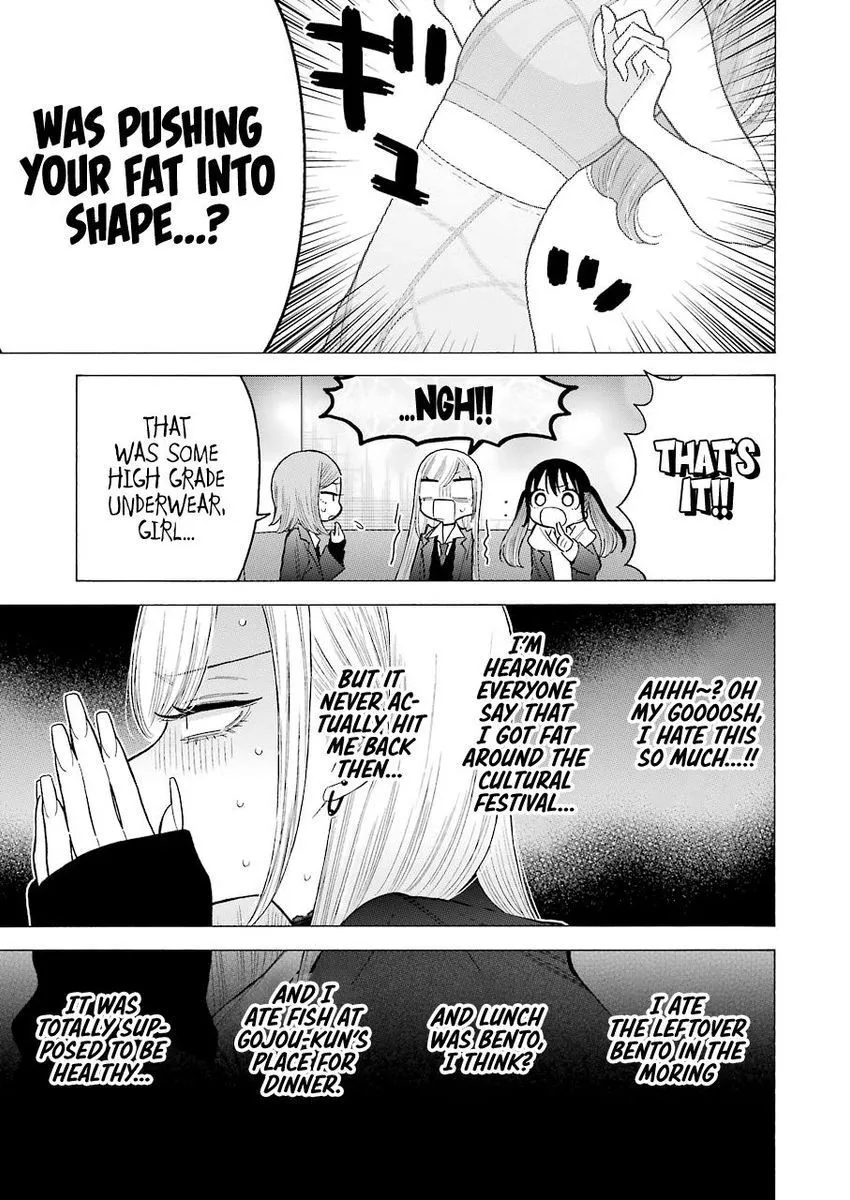 WAS PUSHING
YOUR FAT INTO
SHAPE...?
ギュッ
THAT'S
IT!!
...NGH!!
THAT
WAS SOME
HIGH GRADE
UNDERWEAR,
GIRL...
AHHH~? OH
MY GOOOOSH,
I HATE THIS
SO MUCH...!!
I'M
HEARING
EVERYONE
SAY THAT
I GOT FAT
AROUND THE
CULTURAL
FESTIVAL...
BUT IT
NEVER AC-
TUALLY HIT
ME BACK
THEN...
I ATE
THE LEFTOVER
BENTO IN THE
MORING
AND LUNCH
WAS BENTO,
I THINK?
AND I
ATE FISH AT
GOJOU-KUN'S
PLACE FOR
DINNER.
IT WAS
TOTALLY SUP-
POSED TO BE
HEALTHY...